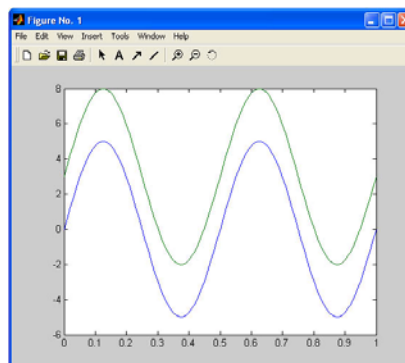 Figure No. 1
File Edit View Insert Tools Window Help
A
8
6
4
2
0
-2
-4
-6
0 0.1 0.2 0.3 0.4 0.5 0.6 0.7 0.8 0.9 1